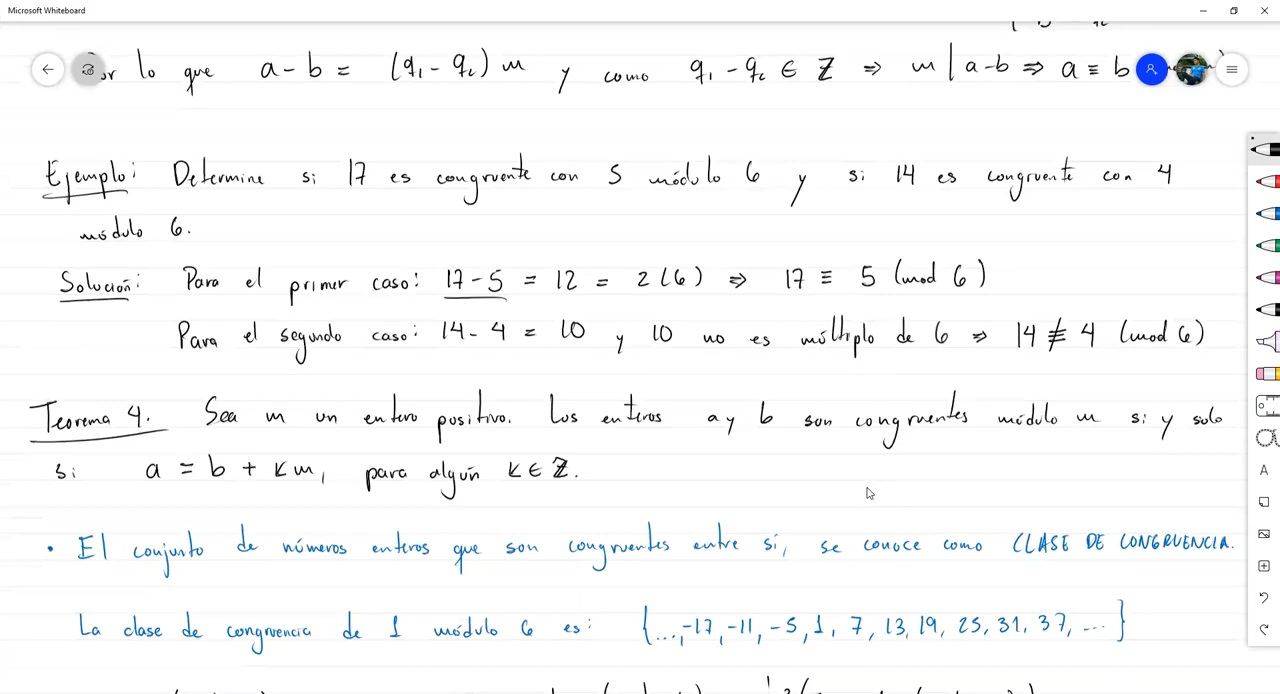 Microsoft Whiteboard
lo que a - b = (q₁ - q₂) m y como q₁ - q₂ ∈ ℤ ⇒ m | a-b ⇒ a ≡ b
Ejemplo: Determine si 17 es congruente con 5 módulo 6 y si 14 es congruente con 4
módulo 6.
Solución: Para el primer caso: 17 - 5 = 12 = 2(6) ⇒ 17 ≡ 5 (mod 6)
Para el segundo caso: 14 - 4 = 10 y 10 no es múltiplo de 6 ⇒ 14 ≢ 4 (mod 6)
Teorema 4. Sea m un entero positivo. Los enteros a y b son congruentes módulo m si y solo
si a = b + km, para algún k ∈ ℤ.
• El conjunto de números enteros que son congruentes entre sí, se conoce como CLASE DE CONGRUENCIA.
La clase de congruencia de 1 módulo 6 es: {..., -17, -11, -5, 1, 7, 13, 19, 25, 31, 37, ...}